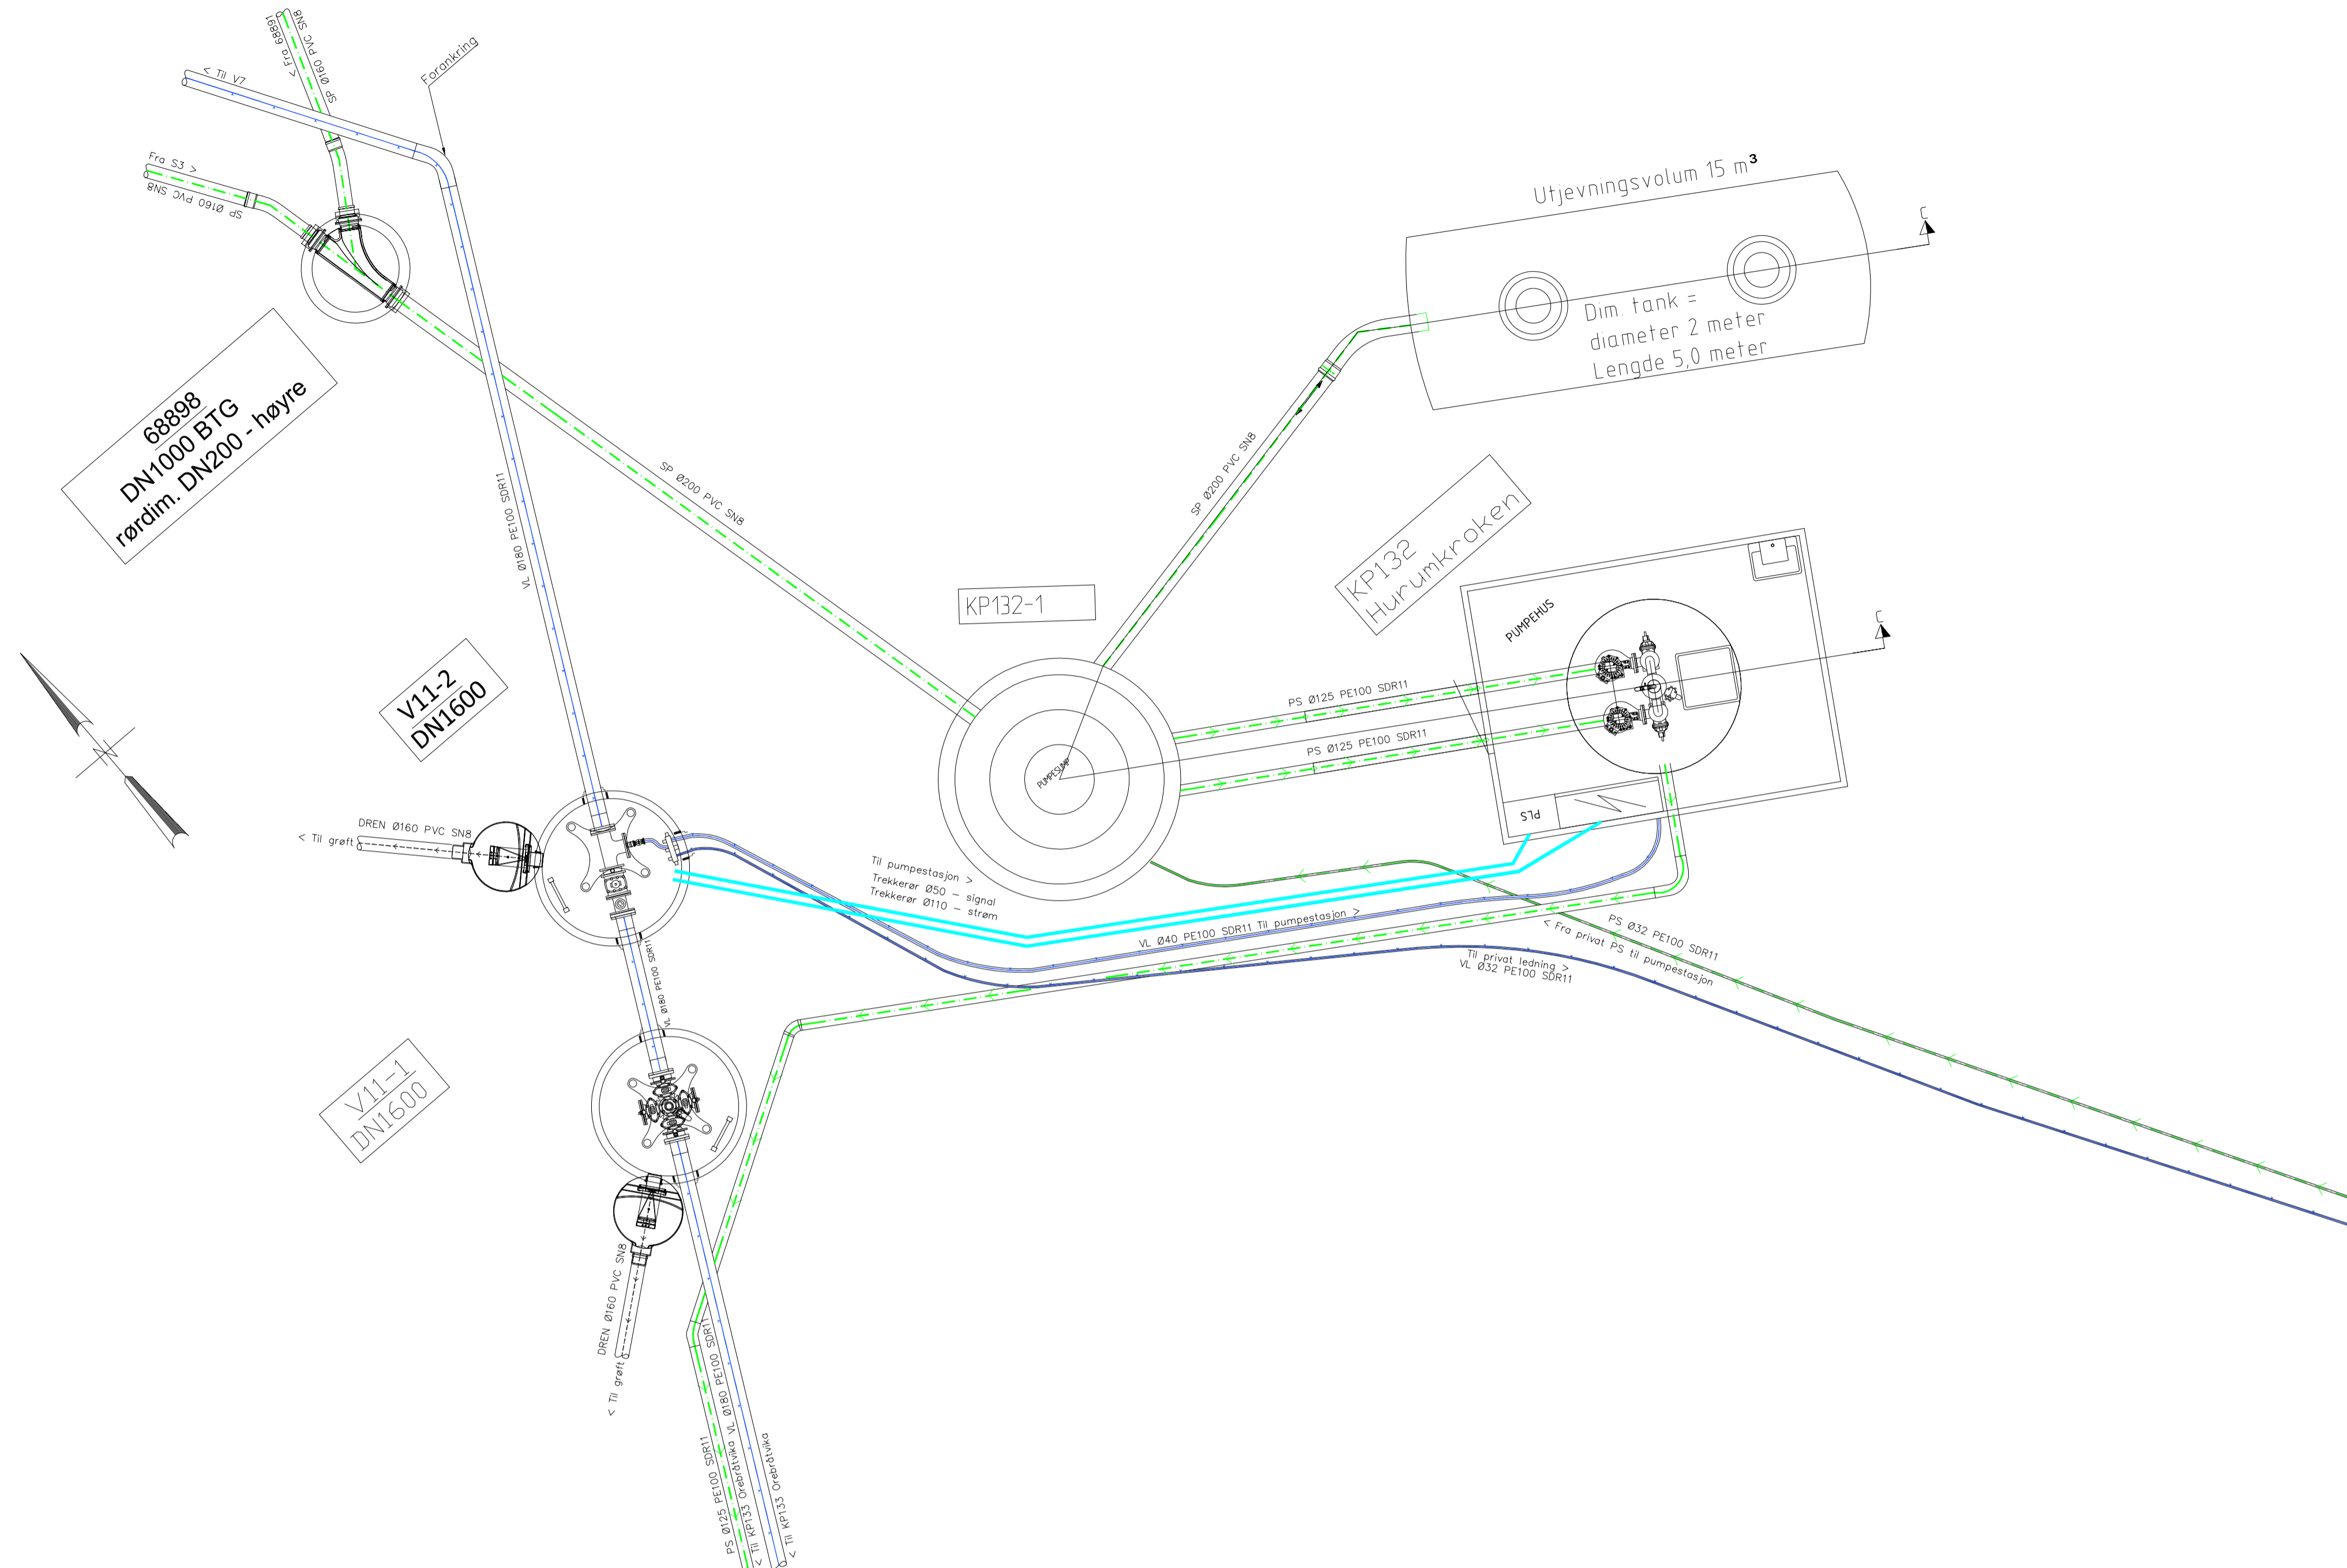 SP Ø160 PVC SN8
< Fra 68891
< Til V7
Forankring
Fra S3 >
SP Ø160 PVC SN8
Utjevningsvolum 15 m³
C
Dim. tank =
diameter 2 meter
Lengde 5,0 meter
68898
DN1000 BTG
rørdim. DN200 - høyre
SP Ø200 PVC SN8
VL Ø180 PE100 SDR11
SP Ø200 PVC SN8
KP132
Hurumkroken
KP132-1
PUMPEHUS
C
V11-2
DN1600
PS Ø125 PE100 SDR11
PS Ø125 PE100 SDR11
PUMPESUMP
PLS
DREN Ø160 PVC SN8
< Til grøft
Til pumpestasjon >
Trekkerør Ø50 – signal
Trekkerør Ø110 – strøm
VL Ø40 PE100 SDR11 Til pumpestasjon >
PS Ø32 PE100 SDR11
< Fra privat PS til pumpestasjon
Til privat ledning >
VL Ø32 PE100 SDR11
VL Ø180 PE100 SDR11
V11-1
DN1600
DREN Ø160 PVC SN8
< Til grøft
PS Ø125 PE100 SDR11
< Til KP133 Orebråtvika
VL Ø180 PE100 SDR11
< Til KP133 Orebråtvika